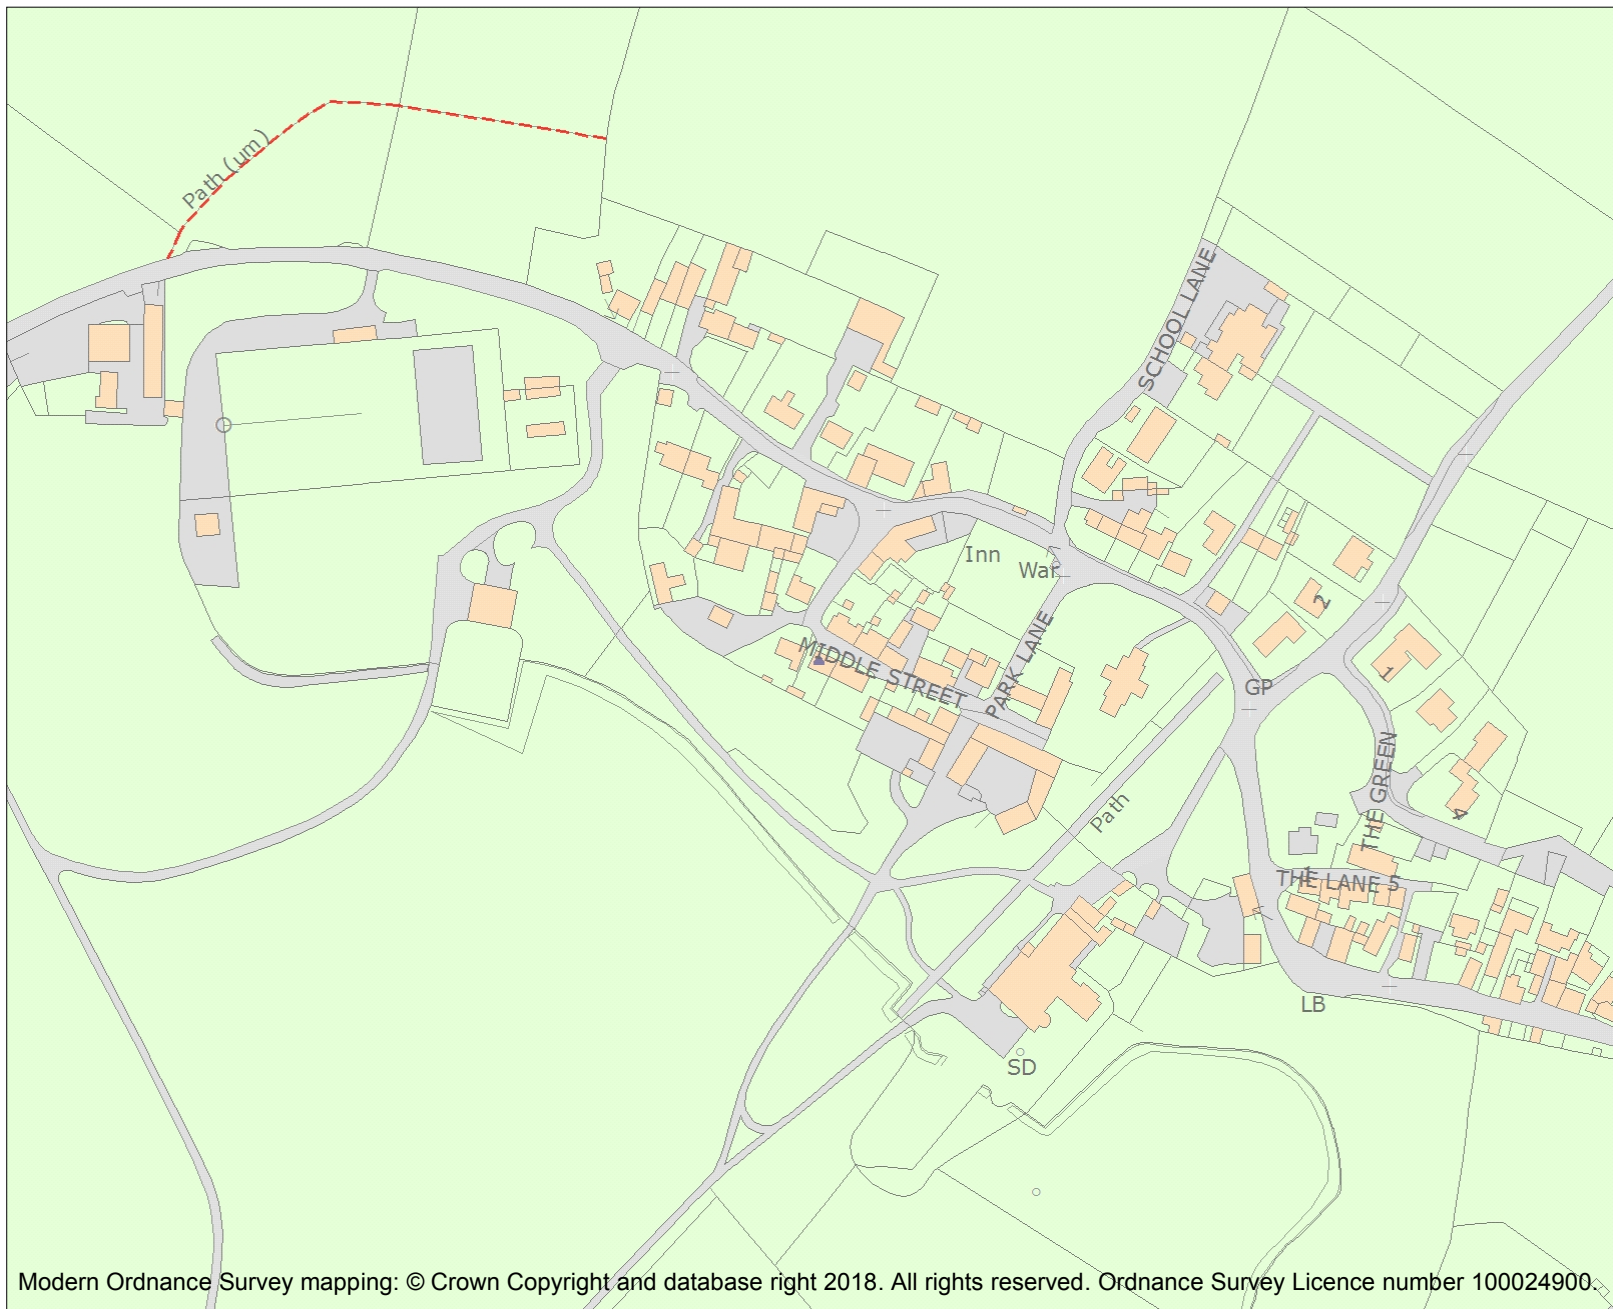 Path (um)
SCHOOL LANE
Inn
War
2
MIDDLE STREET
PARK LANE
1
GP
THE GREEN
Path
4
THE LANE 5
LB
SD
Modern Ordnance Survey mapping: © Crown Copyright and database right 2018. All rights reserved. Ordnance Survey Licence number 100024900.